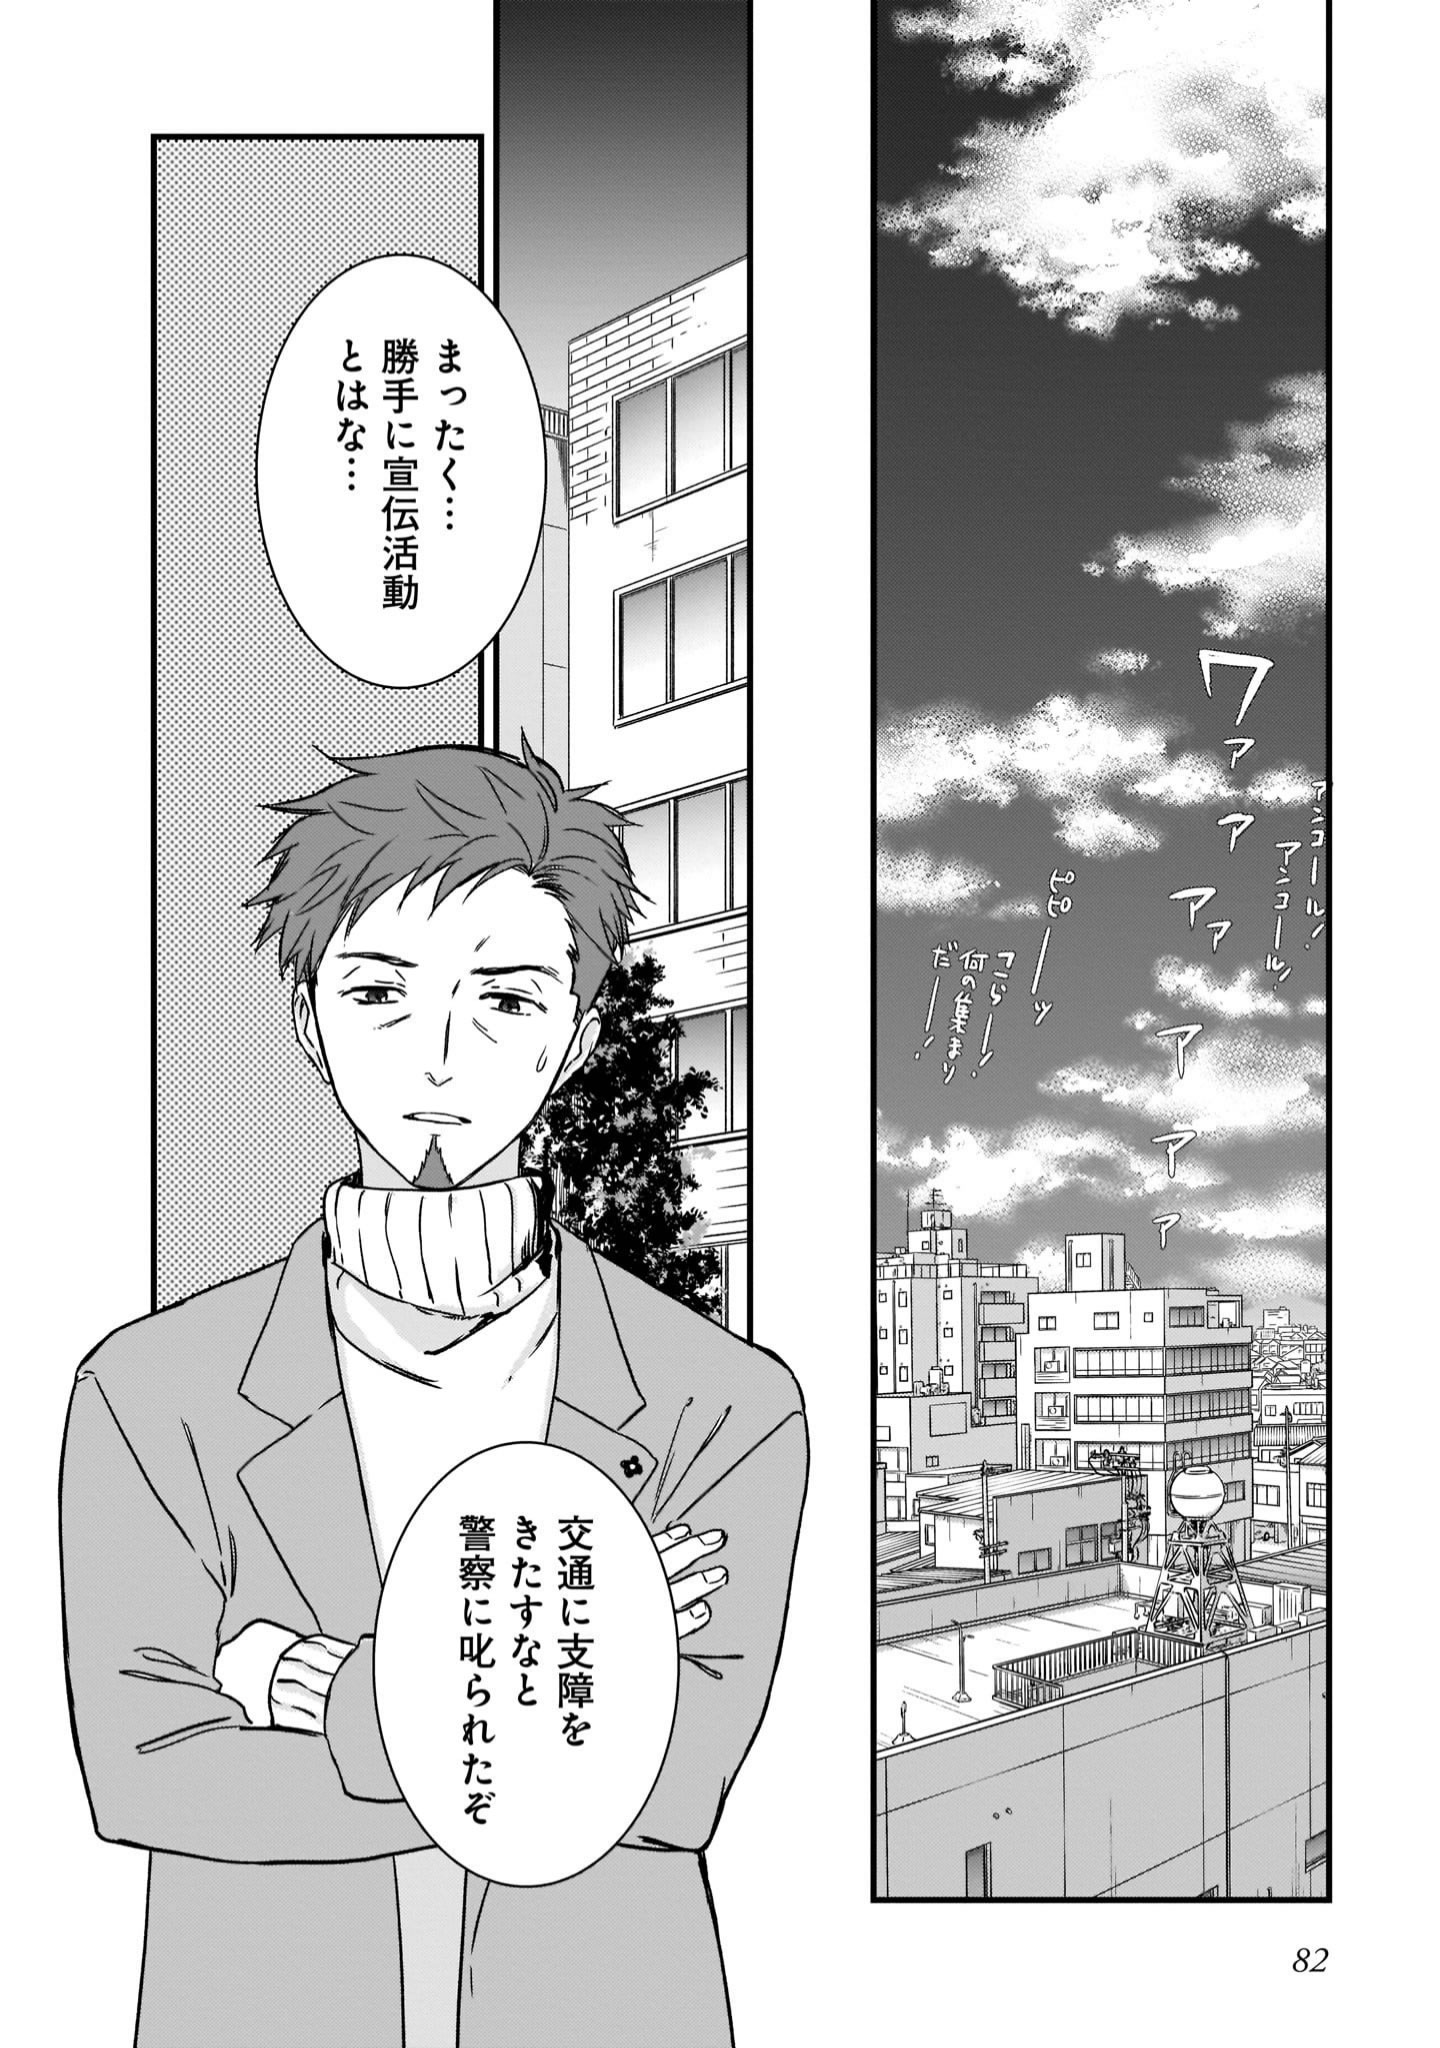 ワァァァァァァァ
アンコール!
アンコール!
ピピーーッ
こらー!
何の集まり
だーー!
まったく…
勝手に宣伝活動
とはな…
交通に支障を
きたすなと
警察に叱られたぞ
82